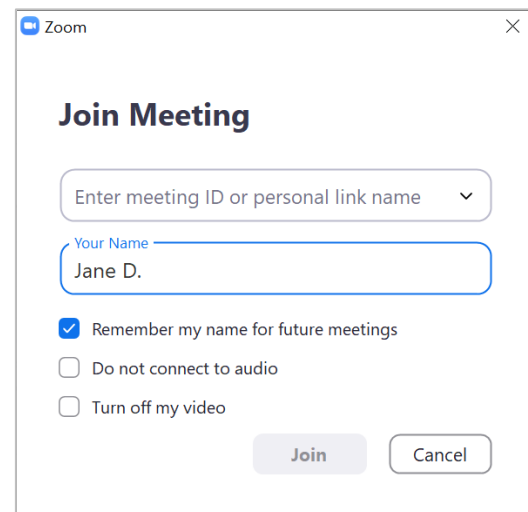 Zoom
Join Meeting
Enter meeting ID or personal link name
Your Name
Jane D.
Remember my name for future meetings
Do not connect to audio
Turn off my video
Join Cancel